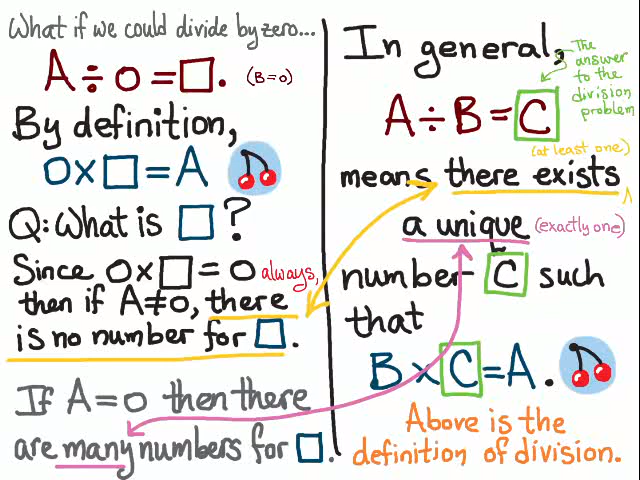 What if we could divide by zero...
A ÷ 0 = □. (B=0)
By definition,
0 x □ = A
Q: What is □ ?
Since 0 x □ = 0 always,
then if A ≠ 0, there
is no number for □.
If A = 0 then there
are many numbers for □.
In general,
The
answer
to the
division
problem
A ÷ B = C
(at least one)
means there exists
a unique (exactly one)
number C such
that
B x C = A.
Above is the
definition of division.